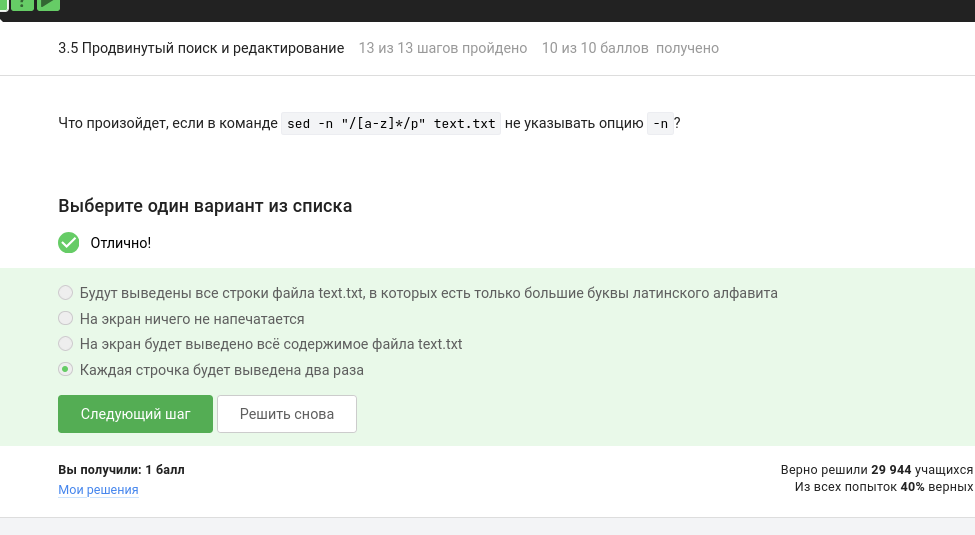 3.5 Продвинутый поиск и редактирование 13 из 13 шагов пройдено 10 из 10 баллов получено
Что произойдет, если в команде sed -n "/[a-z]*/p" text.txt не указывать опцию -n ?
Выберите один вариант из списка
Отлично!
Будут выведены все строки файла text.txt, в которых есть только большие буквы латинского алфавита
На экран ничего не напечатается
На экран будет выведено всё содержимое файла text.txt
Каждая строчка будет выведена два раза
Следующий шаг Решить снова
Вы получили: 1 балл
Мои решения
Верно решили 29 944 учащихся
Из всех попыток 40% верных